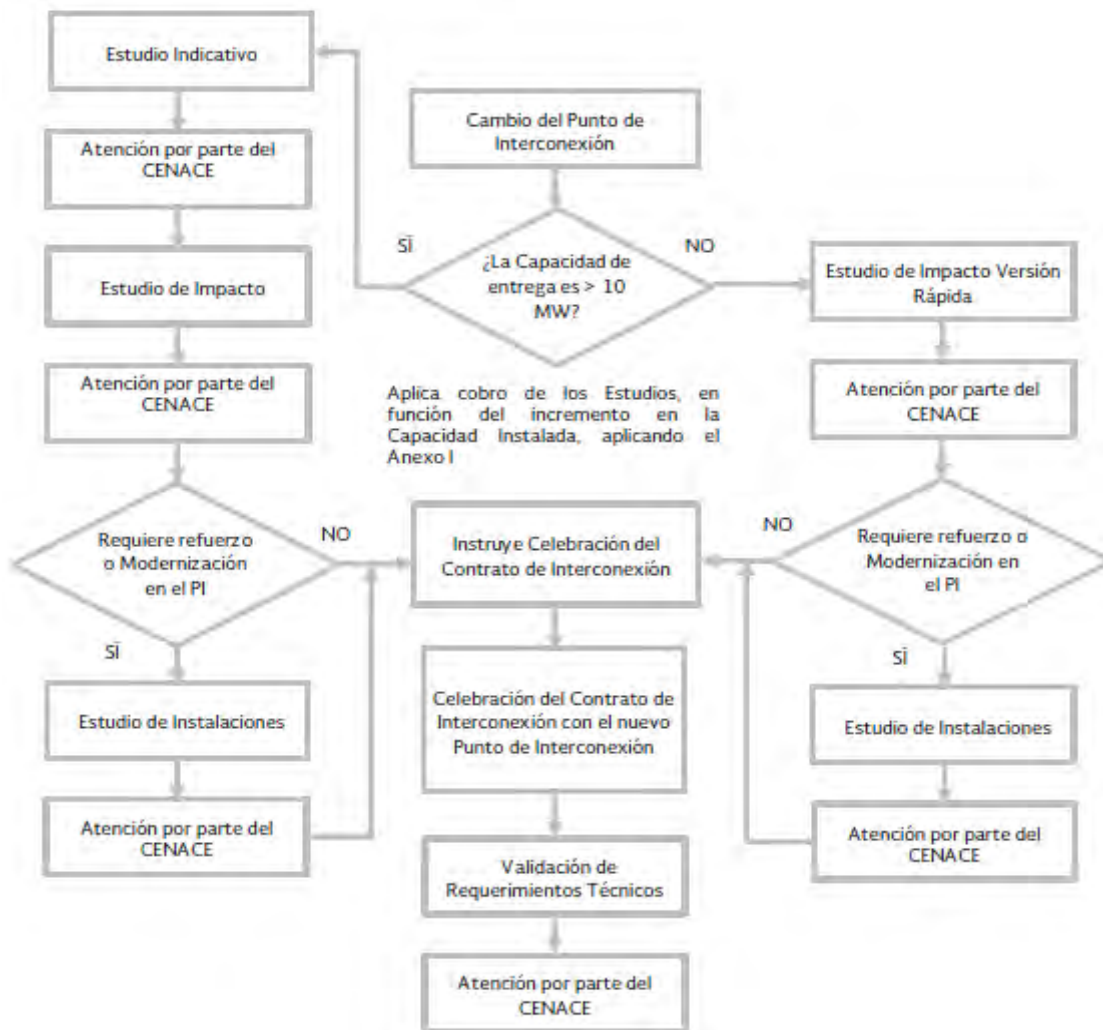 Estudio Indicativo
Atención por parte del
CENACE
Estudio de Impacto
Atención por parte del
CENACE
Requiere refuerzo
o Modernización
en el PI
NO
SÍ
Estudio de Instalaciones
Atención por parte del
CENACE
Cambio del Punto de
Interconexión
SÍ
NO
¿La Capacidad de
entrega es > 10
MW?
Aplica cobro de los Estudios, en
función del incremento en la
Capacidad Instalada, aplicando el
Anexo I
Instruye Celebración del
Contrato de Interconexión
Celebración del Contrato de
Interconexión con el nuevo
Punto de Interconexión
Validación de
Requerimientos Técnicos
Atención por parte del
CENACE
Estudio de Impacto Versión
Rápida
Atención por parte del
CENACE
NO
Requiere refuerzo o
Modernización en
el PI
SÍ
Estudio de Instalaciones
Atención por parte del
CENACE